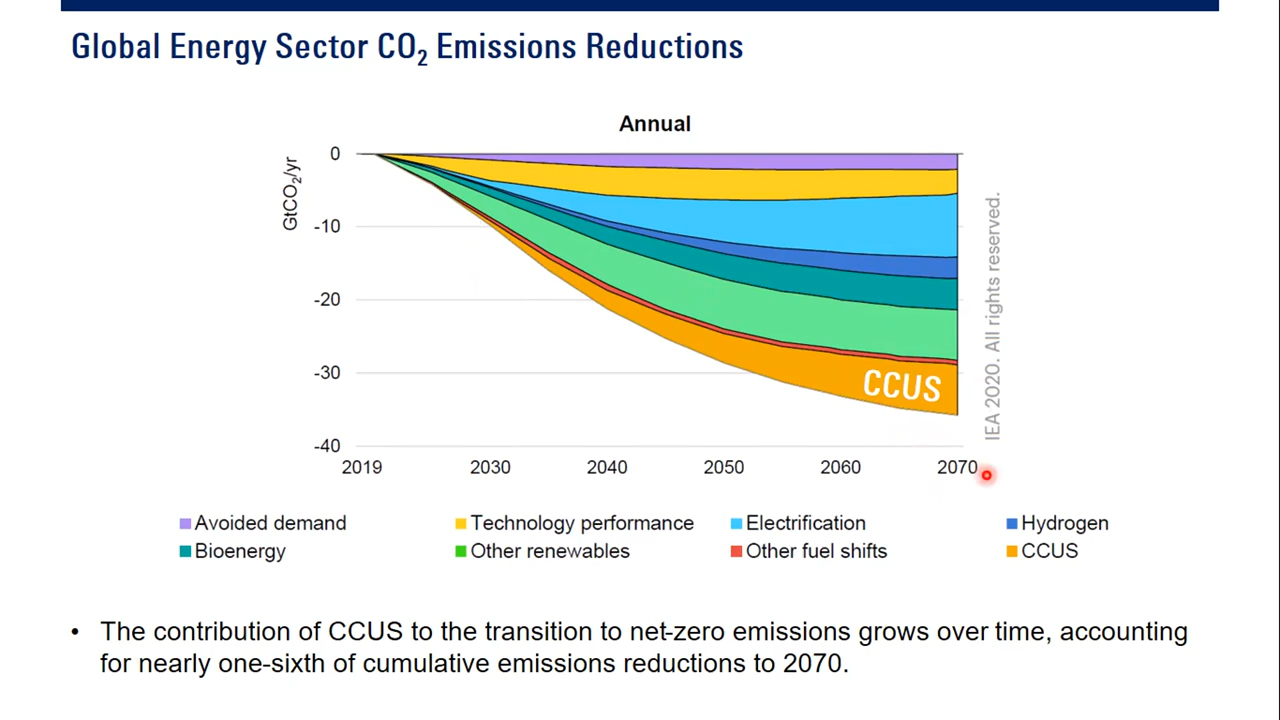 Global Energy Sector CO₂ Emissions Reductions
Annual
GtCO₂/yr
0
-10
-20
-30
-40
2019 2030 2040 2050 2060 2070
CCUS
IEA 2020. All rights reserved.
Avoided demand Technology performance Electrification Hydrogen
Bioenergy Other renewables Other fuel shifts CCUS
• The contribution of CCUS to the transition to net-zero emissions grows over time, accounting
for nearly one-sixth of cumulative emissions reductions to 2070.